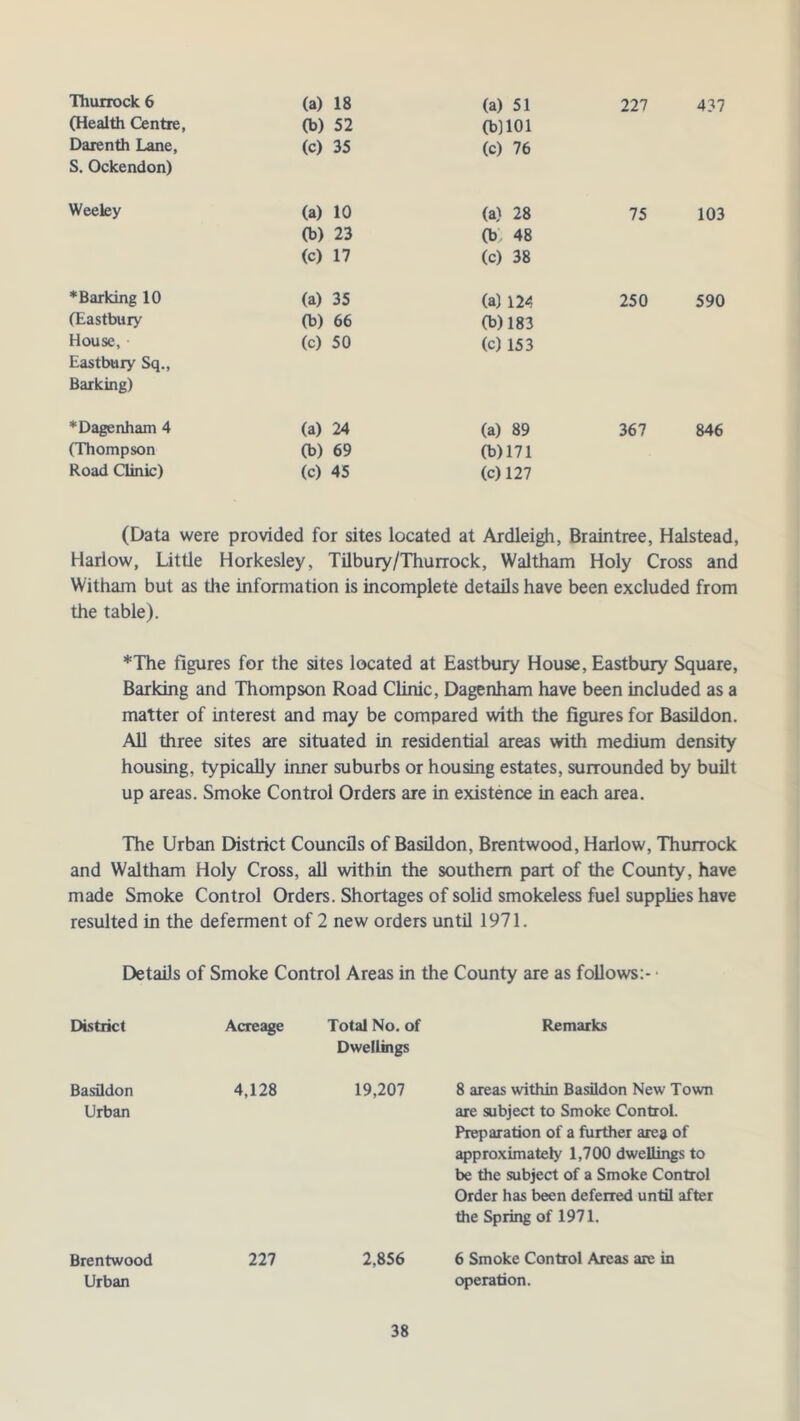 Thurrock 6 (a) 18 (a) 51 227 437
(Health Centre, (b) 52 (b)101
Darenth Lane, (c) 35 (c) 76
S. Ockendon)
Weeley (a) 10 (a) 28 75 103
(b) 23 (b) 48
(c) 17 (c) 38
*Barking 10 (a) 35 (a) 124 250 590
(Eastbury (b) 66 (b) 183
House, (c) 50 (c) 153
Eastbury Sq.,
Barking)
*Dagenham 4 (a) 24 (a) 89 367 846
(Thompson (b) 69 (b) 171
Road Clinic) (c) 45 (c) 127
(Data were provided for sites located at Ardleigh, Braintree, Halstead,
Harlow, Little Horkesley, Tilbury/Thurrock, Waltham Holy Cross and
Witham but as the information is incomplete details have been excluded from
the table).
*The figures for the sites located at Eastbury House, Eastbury Square,
Barking and Thompson Road Clinic, Dagenham have been included as a
matter of interest and may be compared with the figures for Basildon.
All three sites are situated in residential areas with medium density
housing, typically inner suburbs or housing estates, surrounded by built
up areas. Smoke Control Orders are in existence in each area.
The Urban District Councils of Basildon, Brentwood, Harlow, Thurrock
and Waltham Holy Cross, all within the southern part of the County, have
made Smoke Control Orders. Shortages of solid smokeless fuel supplies have
resulted in the deferment of 2 new orders until 1971.
Details of Smoke Control Areas in the County are as follows:-
District Acreage Total No. of Remarks
Dwellings
Basildon 4,128 19,207 8 areas within Basildon New Town
Urban are subject to Smoke Control.
Preparation of a further area of
approximately 1,700 dwellings to
be the subject of a Smoke Control
Order has been deferred until after
the Spring of 1971.
Brentwood 227 2,856 6 Smoke Control Areas are in
Urban operation.
38